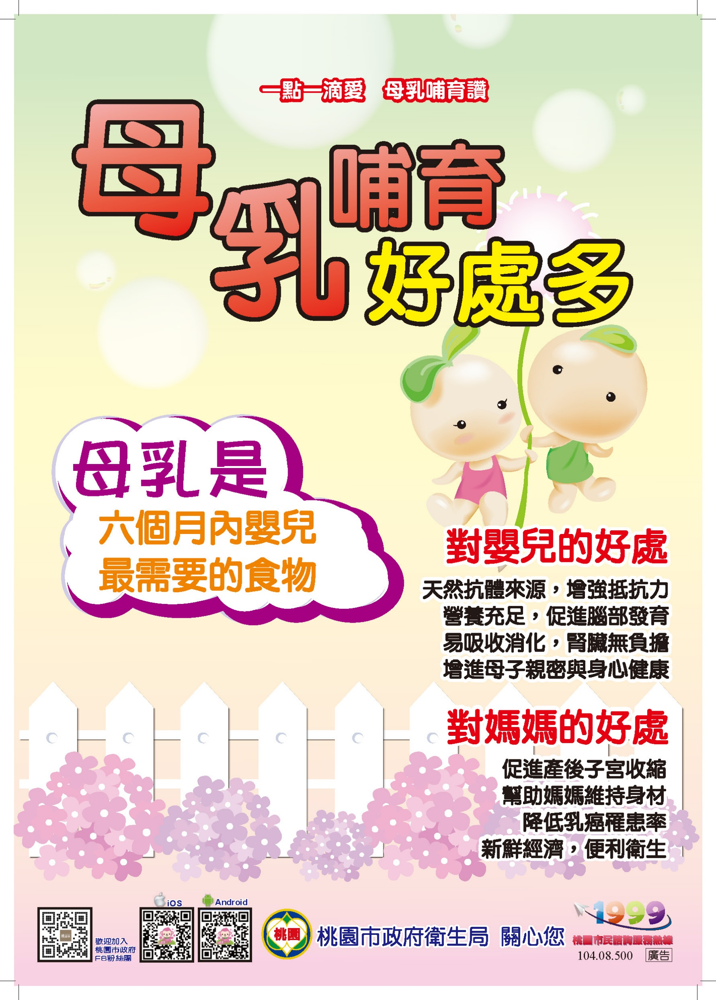 一點一滴愛　母乳哺育讚
母乳哺育
好處多
母乳是
六個月內嬰兒
最需要的食物
對嬰兒的好處
天然抗體來源，增強抵抗力
營養充足，促進腦部發育
易吸收消化，腎臟無負擔
增進母子親密與身心健康
對媽媽的好處
促進產後子宮收縮
幫助媽媽維持身材
降低乳癌罹患率
新鮮經濟，便利衛生
iOS
Android
歡迎加入
桃園市政府
FB粉絲團
桃園
桃園市政府衛生局 關心您
1999
桃園市民諮詢服務熱線
104.08.500 廣告